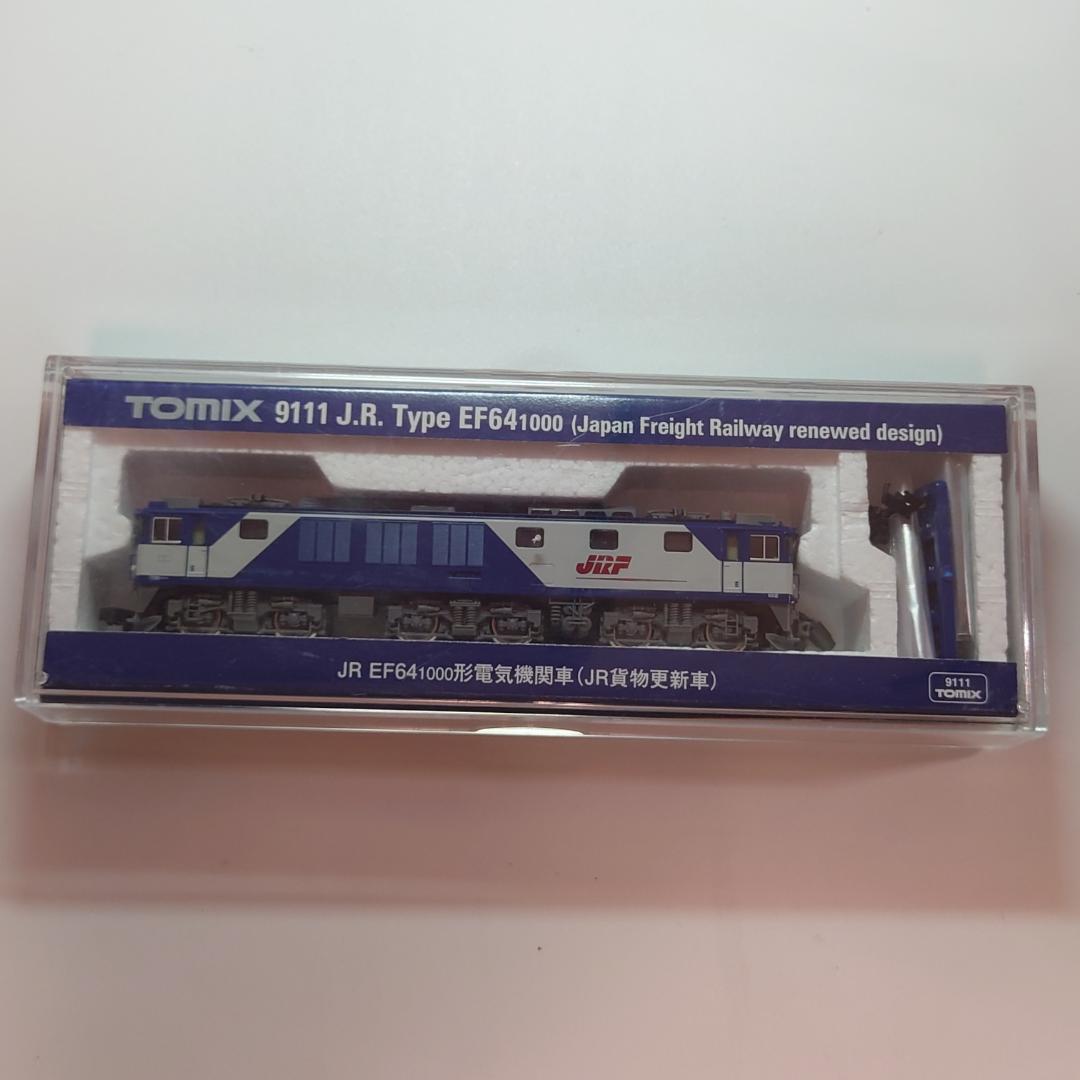 TOMIX 9111 J.R. Type EF641000 (Japan Freight Railway renewed design)
JRF
JR EF641000形電気機関車(JR貨物更新車)
9111
TOMIX